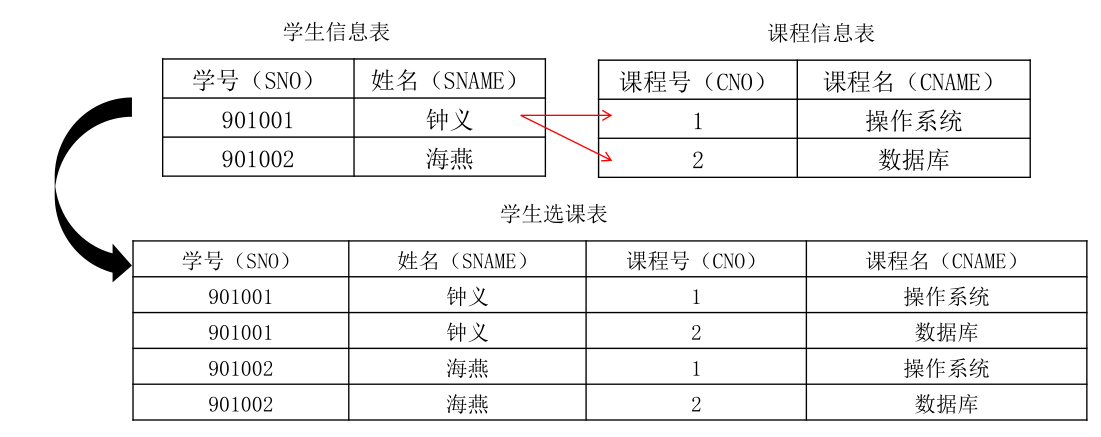 学生信息表 课程信息表
学号（SNO） 姓名（SNAME） 课程号（CNO） 课程名（CNAME）
901001 钟义 1 操作系统
901002 海燕 2 数据库
学生选课表
学号（SNO） 姓名（SNAME） 课程号（CNO） 课程名（CNAME）
901001 钟义 1 操作系统
901001 钟义 2 数据库
901002 海燕 1 操作系统
901002 海燕 2 数据库